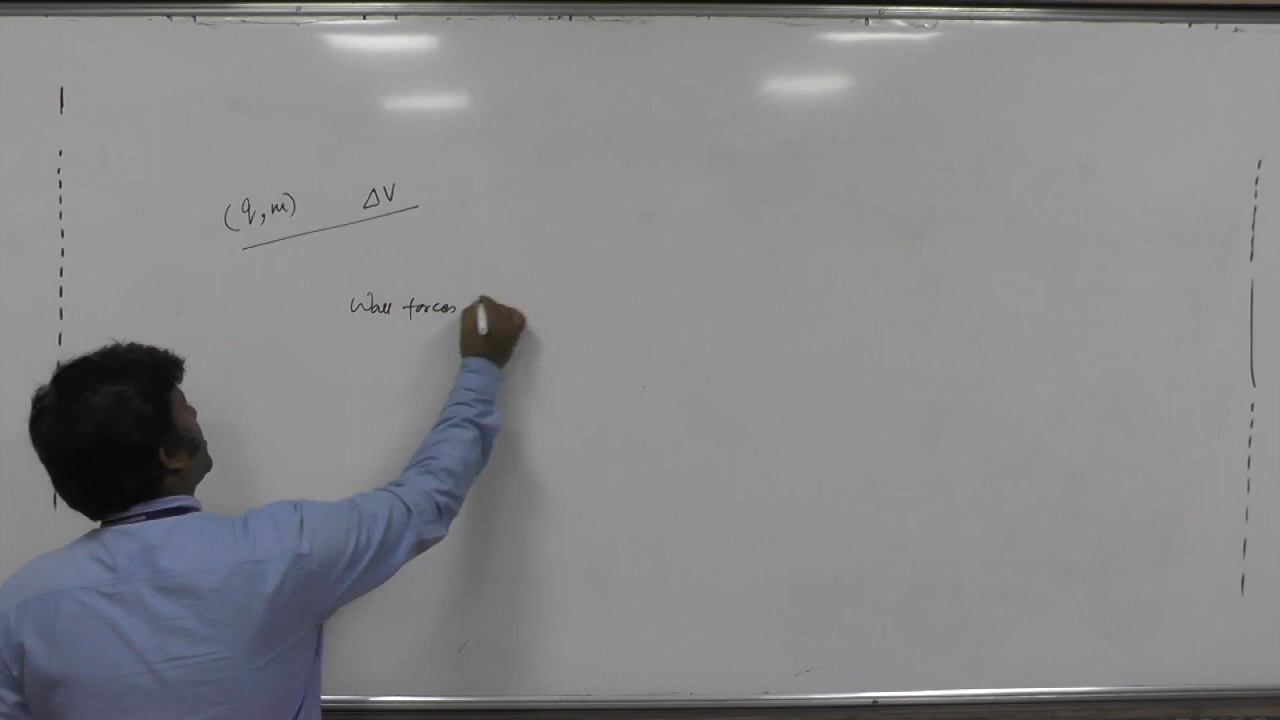 (q, m) ΔV
Wall forces